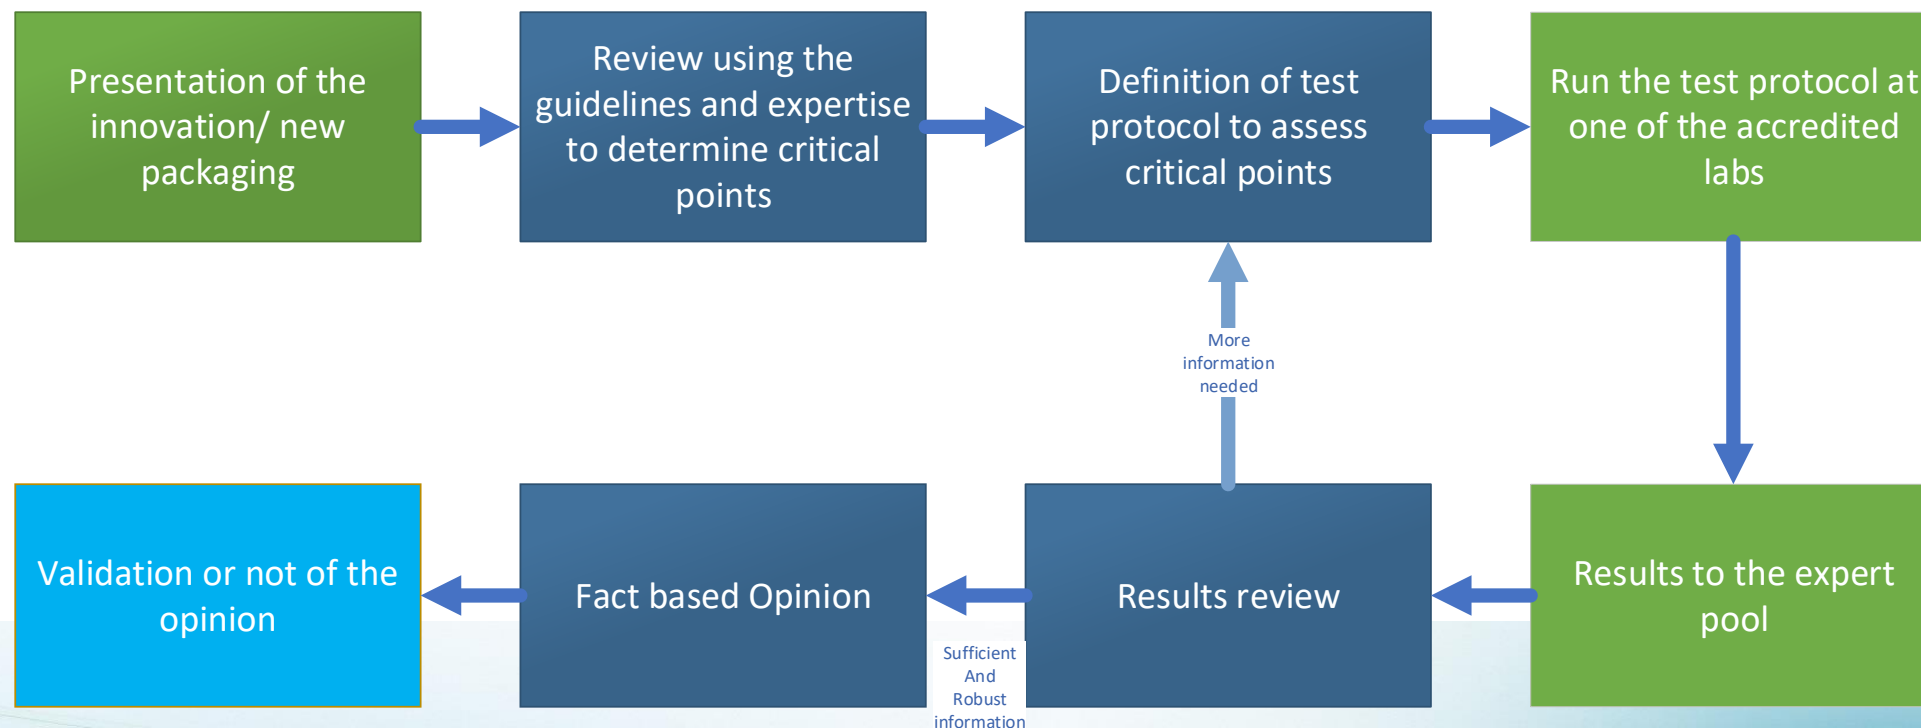 Presentation of the
innovation/ new
packaging
Review using the
guidelines and expertise
to determine critical
points
Definition of test
protocol to assess
critical points
Run the test protocol at
one of the accredited
labs
More
information
needed
Validation or not of the
opinion
Fact based Opinion
Sufficient
And
Robust
information
Results review
Results to the expert
pool